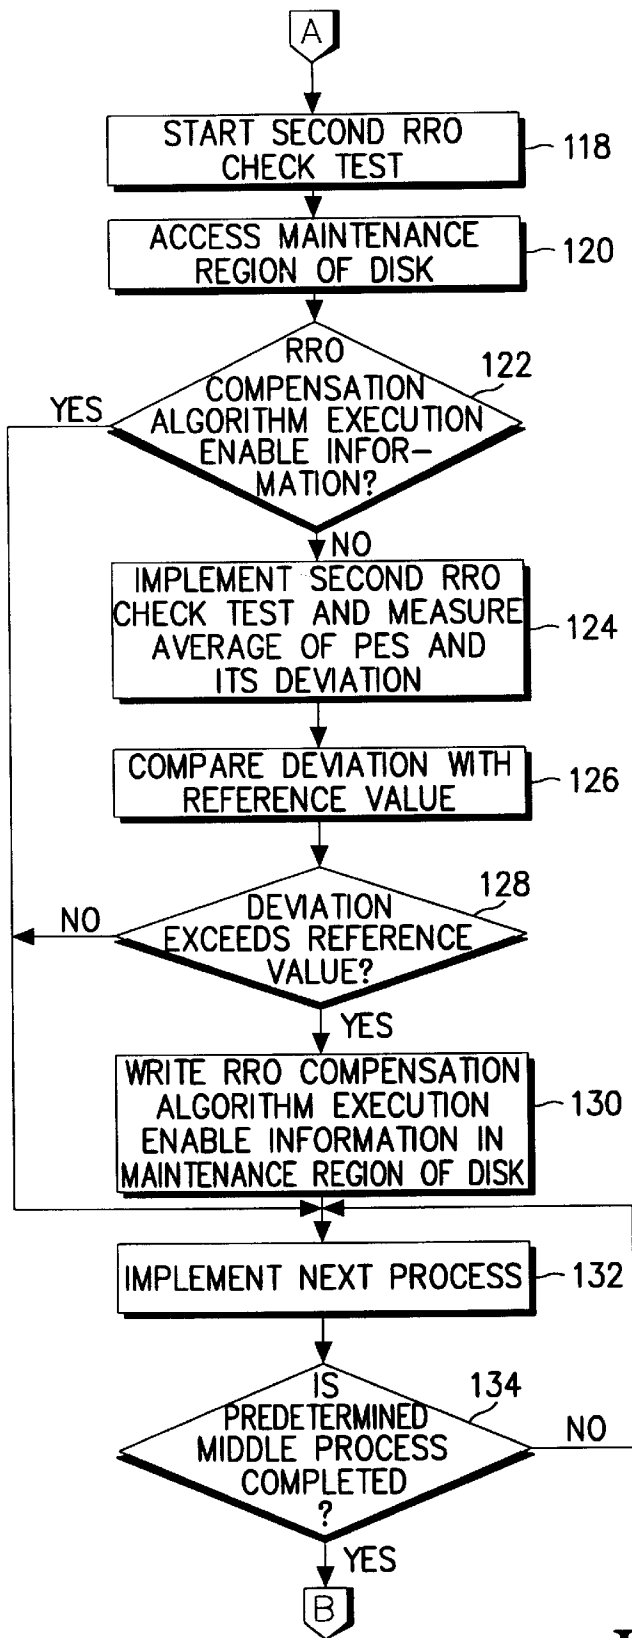 A
START SECOND RRO
CHECK TEST
118
ACCESS MAINTENANCE
REGION OF DISK
120
RRO
COMPENSATION
ALGORITHM EXECUTION
ENABLE INFOR-
MATION?
122
YES
NO
IMPLEMENT SECOND RRO
CHECK TEST AND MEASURE
AVERAGE OF PES AND
ITS DEVIATION
124
COMPARE DEVIATION WITH
REFERENCE VALUE
126
DEVIATION
EXCEEDS REFERENCE
VALUE?
128
NO
YES
WRITE RRO COMPENSATION
ALGORITHM EXECUTION
ENABLE INFORMATION IN
MAINTENANCE REGION OF DISK
130
IMPLEMENT NEXT PROCESS
132
IS
PREDETERMINED
MIDDLE PROCESS
COMPLETED
?
134
NO
YES
B